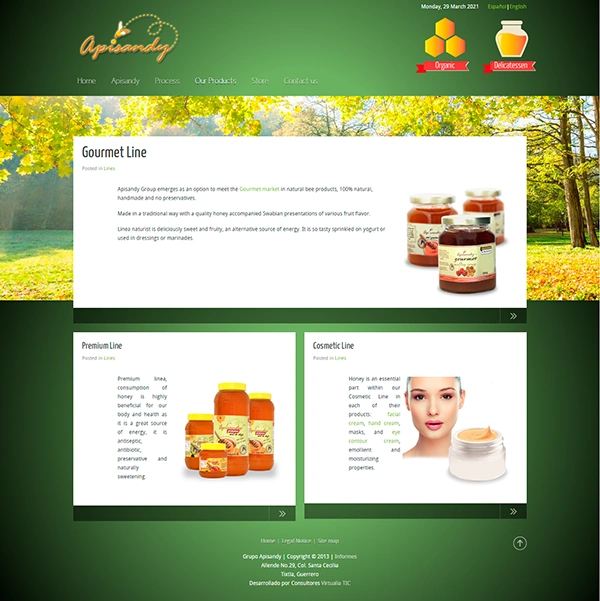 Monday, 29 March 2021 Español | English
Apisandy
Organic Delicatessen
Home Apisandy Process Our Products Store Contact us
Gourmet Line
Posted in Lines
Apisandy Group emerges as an option to meet the Gourmet market in natural bee products, 100% natural,
handmade and no preservatives.
Made in a traditional way with a quality honey accompanied Swabian presentations of various fruit flavor.
Linea naturist is deliciously sweet and fruity, an alternative source of energy. It is so tasty sprinkled on yogurt or
used in dressings or marinades.
gourmet
Premium Line
Posted in Lines
Premium linea,
consumption of
honey is highly
beneficial for our
body and health as
it is a great source
of energy, it is
antiseptic,
antibiotic,
preservative and
naturally
sweetening.
Cosmetic Line
Posted in Lines
Honey is an essential
part within our
Cosmetic Line in
each of their
products: facial
cream, hand cream,
masks, and eye
contour cream,
emollient and
moisturizing
properties.
Home | Legal Notice | Site map
Grupo Apisandy | Copyright © 2013 | Informes
Allende No.29, Col. Santa Cecilia
Tixtla, Guerrero
Desarrollado por Consultores Virtualia TIC